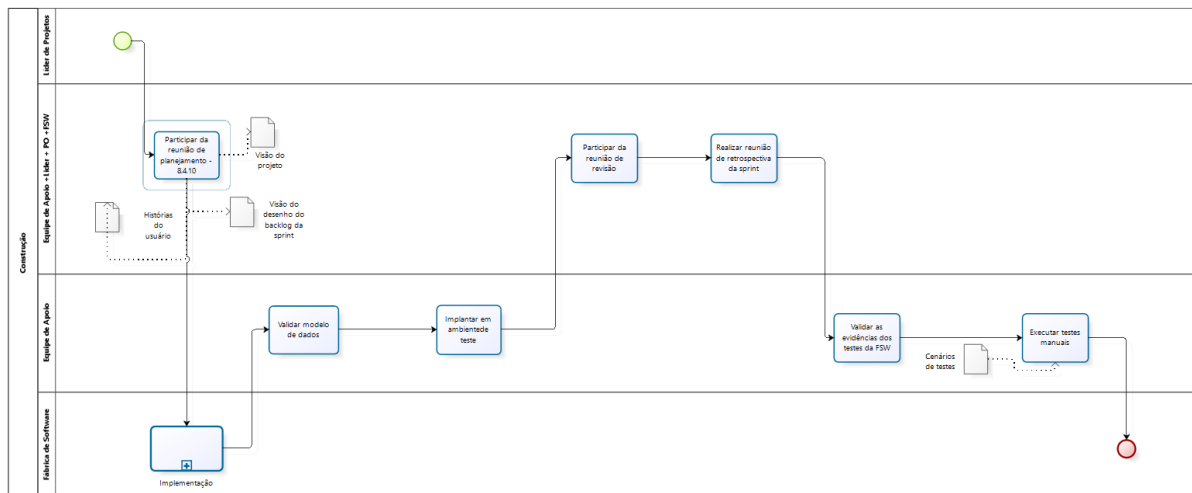 Construção
Líder de Projetos
Equipe de Apoio +Líder + PO +FSW
Participar da
reunião de
planejamento -
8.4.10
Visão do
projeto
Histórias
do
usuário
Visão do
desenho do
backlog da
sprint
Participar da
reunião de
revisão
Realizar reunião
de retrospectiva
da sprint
Equipe de Apoio
Validar modelo
de dados
Implantar em
ambientede
teste
Validar as
evidências dos
testes da FSW
Cenários
de testes
Executar testes
manuais
Fábrica de Software
Implementação